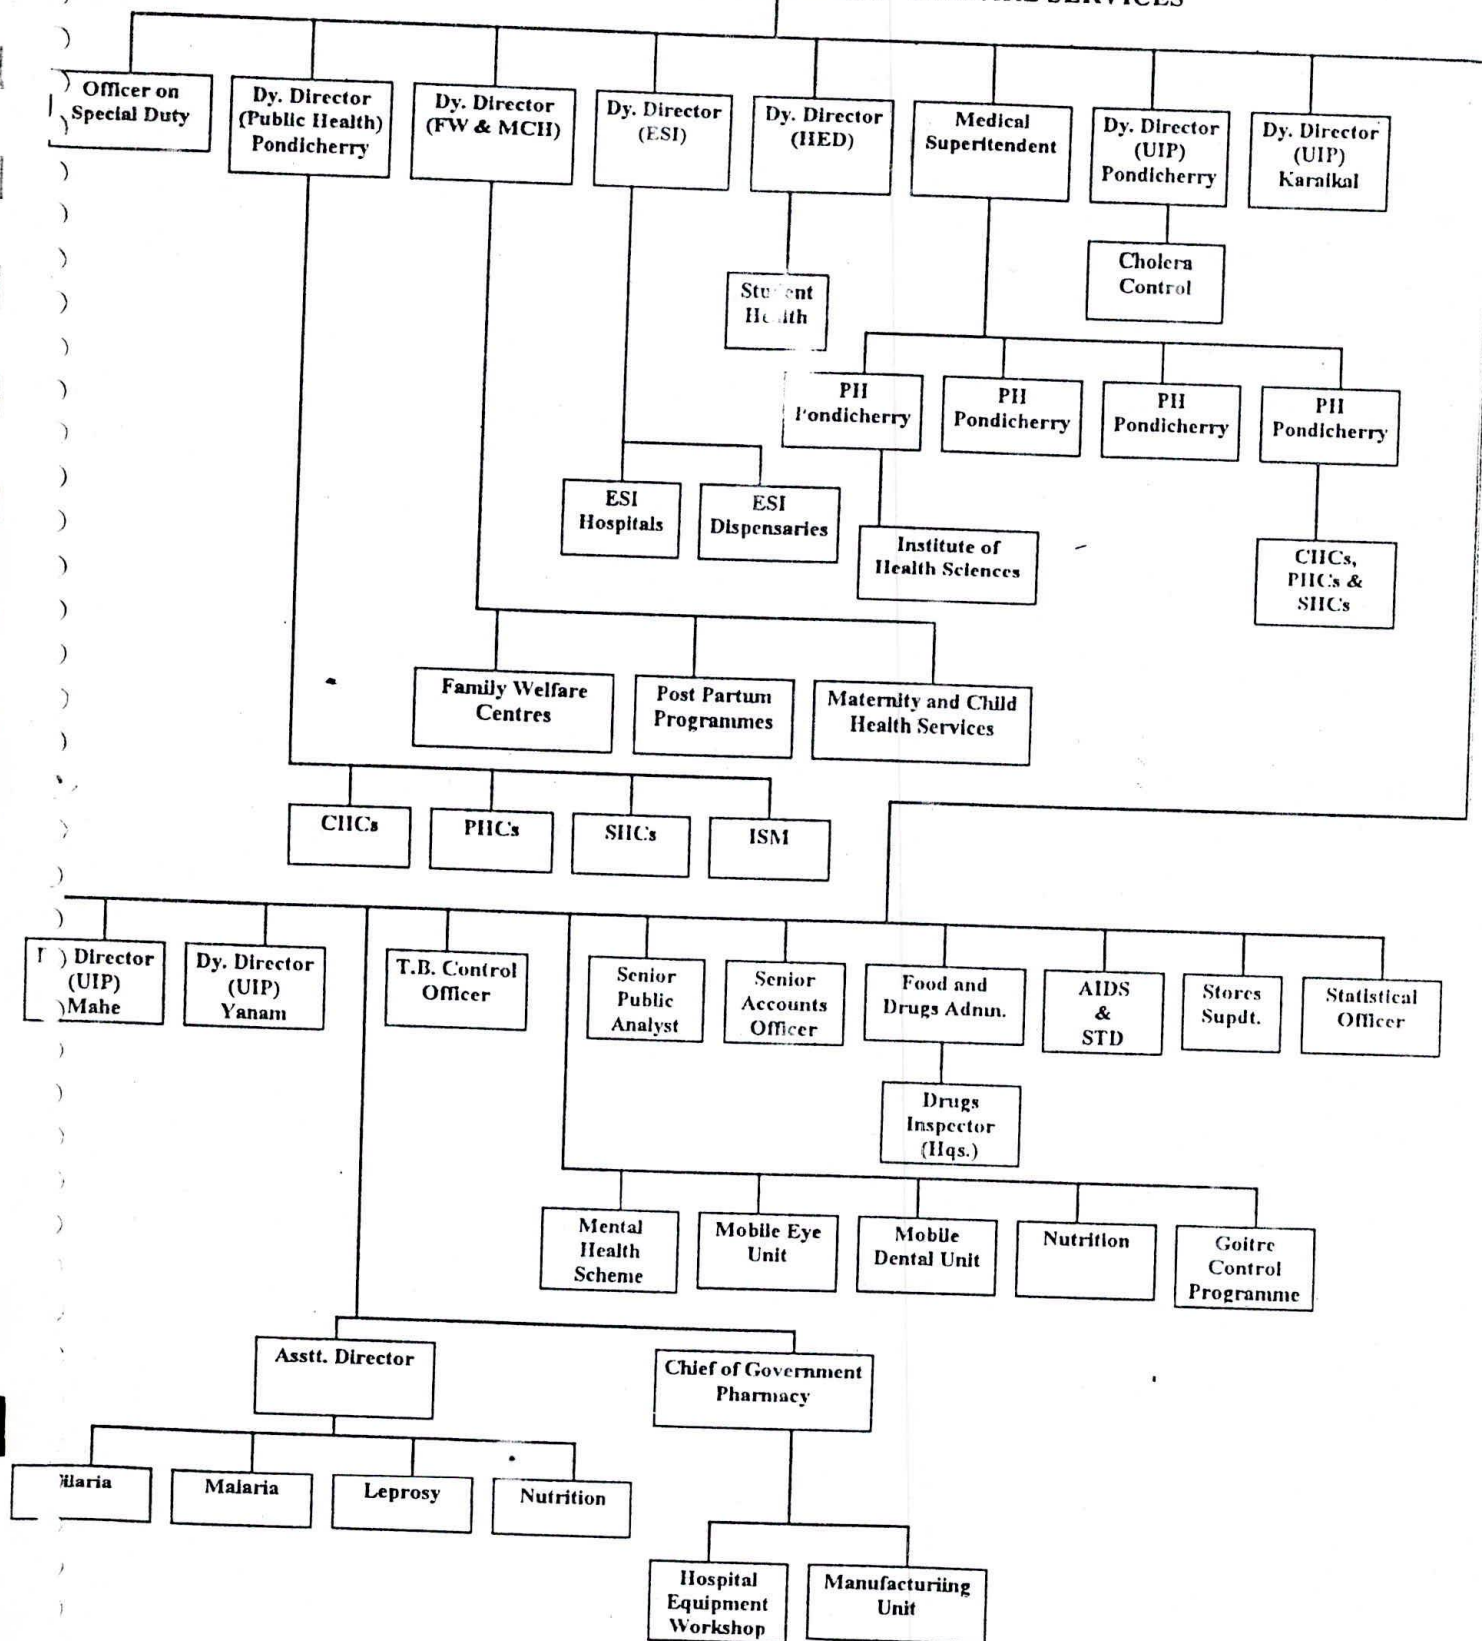 SERVICES
Officer on
Special Duty
Dy. Director
(Public Health)
Pondicherry
Dy. Director
(FW & MCH)
Dy. Director
(ESI)
Dy. Director
(HED)
Medical
Superitendent
Dy. Director
(UIP)
Pondicherry
Dy. Director
(UIP)
Karaikal
Cholera
Control
Student
Health
PH
Pondicherry
PH
Pondicherry
PH
Pondicherry
PH
Pondicherry
ESI
Hospitals
ESI
Dispensaries
Institute of
Health Sciences
CHCs,
PHCs &
SHCs
Family Welfare
Centres
Post Partum
Programmes
Maternity and Child
Health Services
CHCs
PHCs
SHCs
ISM
Director
(UIP)
Mahe
Dy. Director
(UIP)
Yanam
T.B. Control
Officer
Senior
Public
Analyst
Senior
Accounts
Officer
Food and
Drugs Admn.
AIDS
&
STD
Stores
Supdt.
Statistical
Officer
Drugs
Inspector
(Hqs.)
Mental
Health
Scheme
Mobile Eye
Unit
Mobile
Dental Unit
Nutrition
Goitre
Control
Programme
Asstt. Director
Chief of Government
Pharmacy
ilaria
Malaria
Leprosy
Nutrition
Hospital
Equipment
Workshop
Manufacturiing
Unit